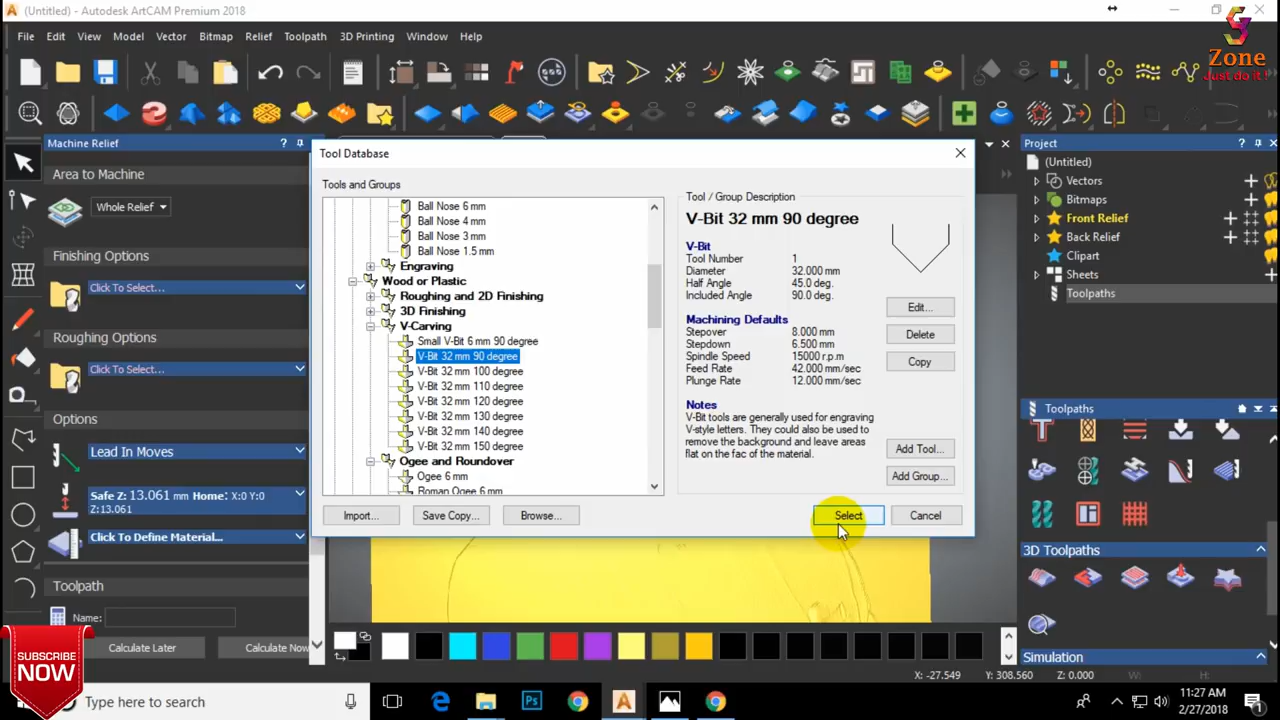 (Untitled) - Autodesk ArtCAM Premium 2018
File Edit View Model Vector Bitmap Relief Toolpath 3D Printing Window Help
Zone
Just do it !
Machine Relief
Area to Machine
Whole Relief
Finishing Options
Click To Select...
Roughing Options
Click To Select...
Options
Lead In Moves
Safe Z: 13.061 mm Home: X:0 Y:0
Z:13.061
Click To Define Material...
Toolpath
Name:
Calculate Later
Calculate Now
SUBSCRIBE
NOW
Tool Database
Tools and Groups
Ball Nose 6 mm
Ball Nose 4 mm
Ball Nose 3 mm
Ball Nose 1.5 mm
Engraving
Wood or Plastic
Roughing and 2D Finishing
3D Finishing
V-Carving
Small V-Bit 6 mm 90 degree
V-Bit 32 mm 90 degree
V-Bit 32 mm 100 degree
V-Bit 32 mm 110 degree
V-Bit 32 mm 120 degree
V-Bit 32 mm 130 degree
V-Bit 32 mm 140 degree
V-Bit 32 mm 150 degree
Ogee and Roundover
Ogee 6 mm
Roman Ogee 6 mm
Import...
Save Copy...
Browse...
Tool / Group Description
V-Bit 32 mm 90 degree
V-Bit
Tool Number 1
Diameter 32.000 mm
Half Angle 45.0 deg.
Included Angle 90.0 deg.
Machining Defaults
Stepover 8.000 mm
Stepdown 6.500 mm
Spindle Speed 15000 r.p.m
Feed Rate 42.000 mm/sec
Plunge Rate 12.000 mm/sec
Notes
V-Bit tools are generally used for engraving
V-style letters. They could also be used to
remove the background and leave areas
flat on the fac of the material.
Edit...
Delete
Copy
Add Tool...
Add Group...
Select
Cancel
Project
(Untitled)
Vectors
Bitmaps
Front Relief
Back Relief
Clipart
Sheets
Toolpaths
Toolpaths
3D Toolpaths
Simulation
X: -27.549 Y: 308.560 Z: 0.000 W: H:
Type here to search
11:27 AM
2/27/2018